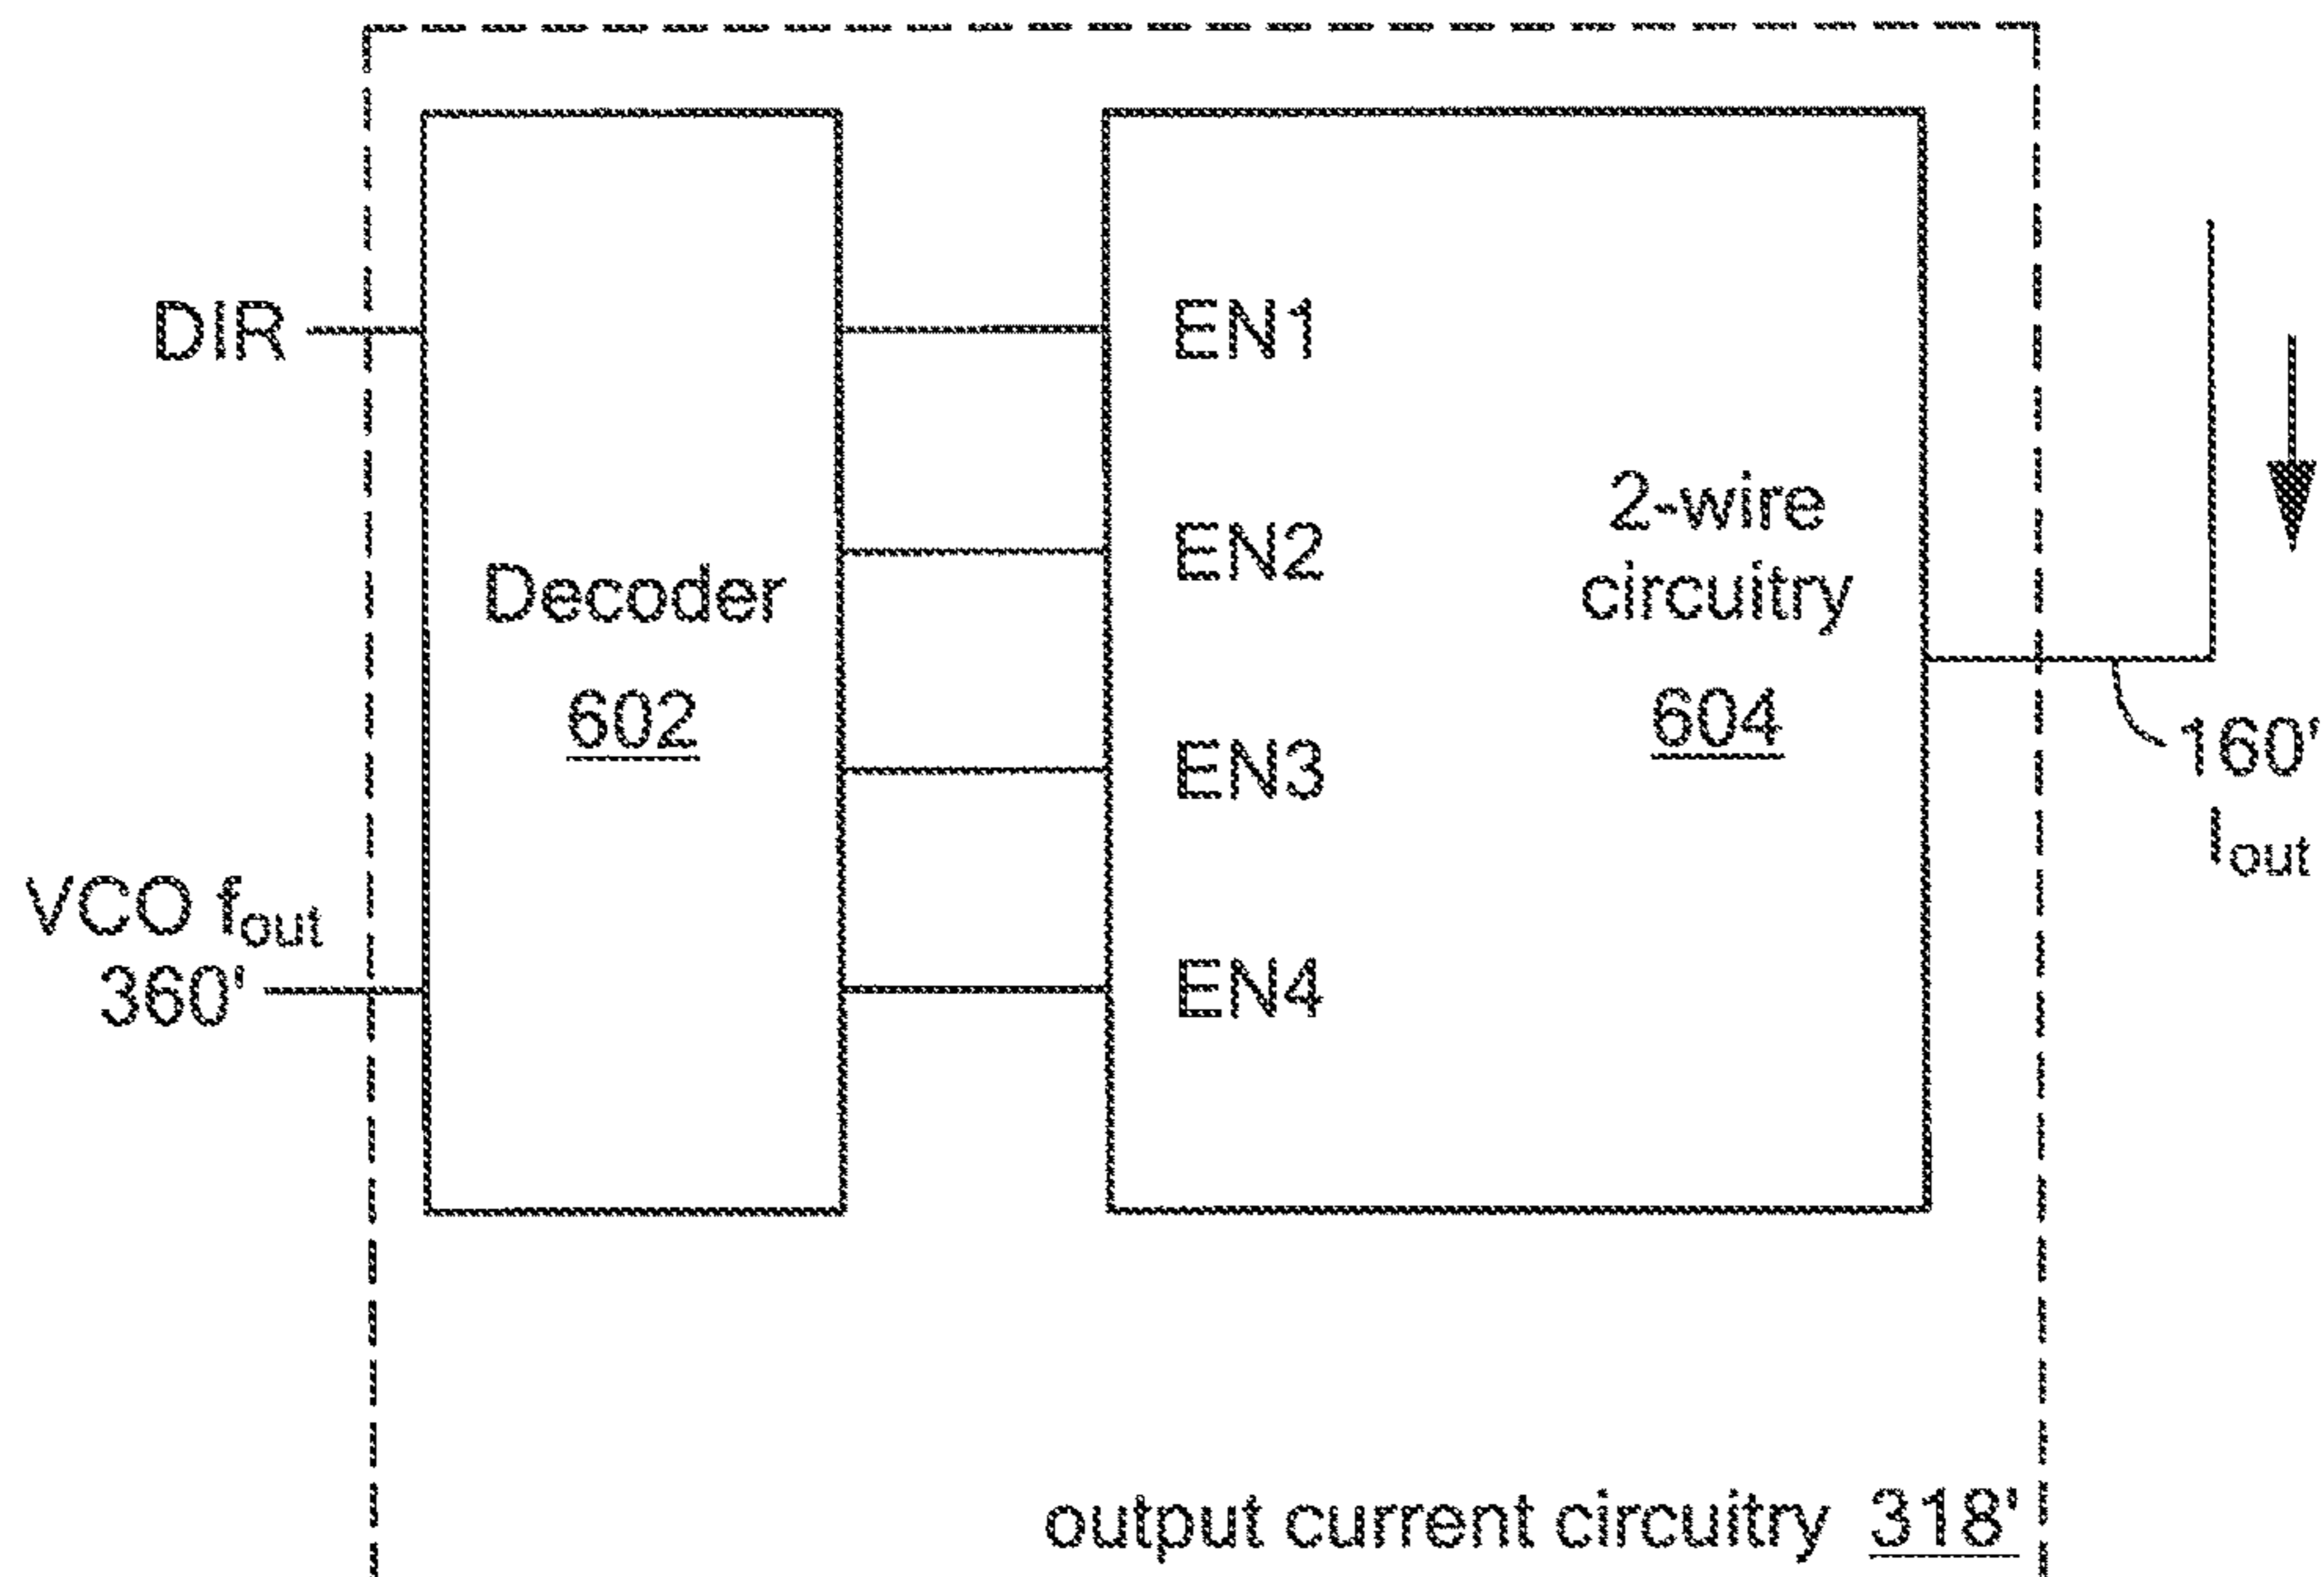 DIR
EN1
EN2
EN3
EN4
Decoder
602
2-wire
circuitry
604
VCO fout
360'
160'
Iout
output current circuitry 318'